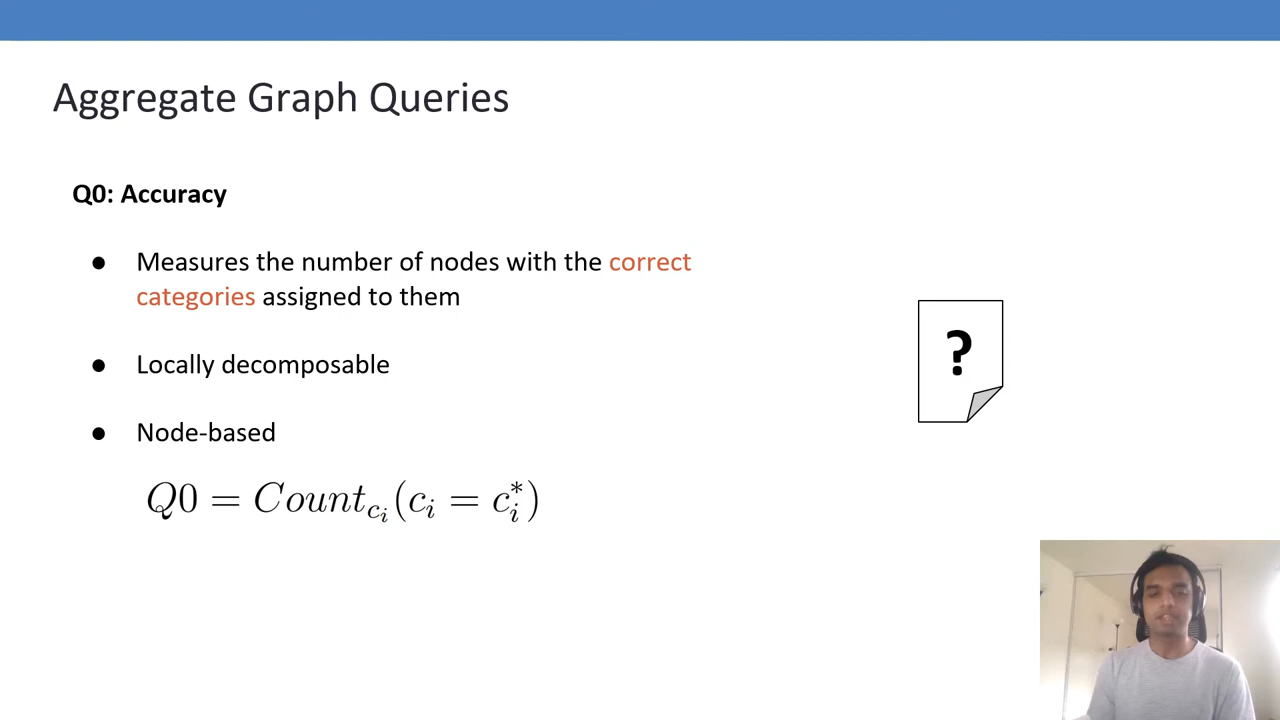 Aggregate Graph Queries
Q0: Accuracy
● Measures the number of nodes with the correct
categories assigned to them
● Locally decomposable
● Node-based
?
$Q0 = Count_{c_i}(c_i = c_i^*)$